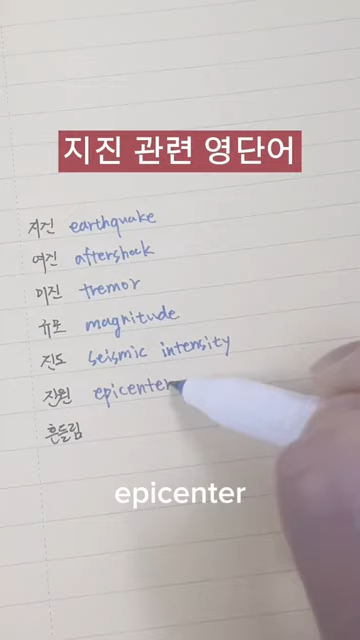 지진 관련 영단어
지진 earthquake
여진 aftershock
미진 tremor
규모 magnitude
진도 seismic intensity
진원 epicenter
흔들림
epicenter